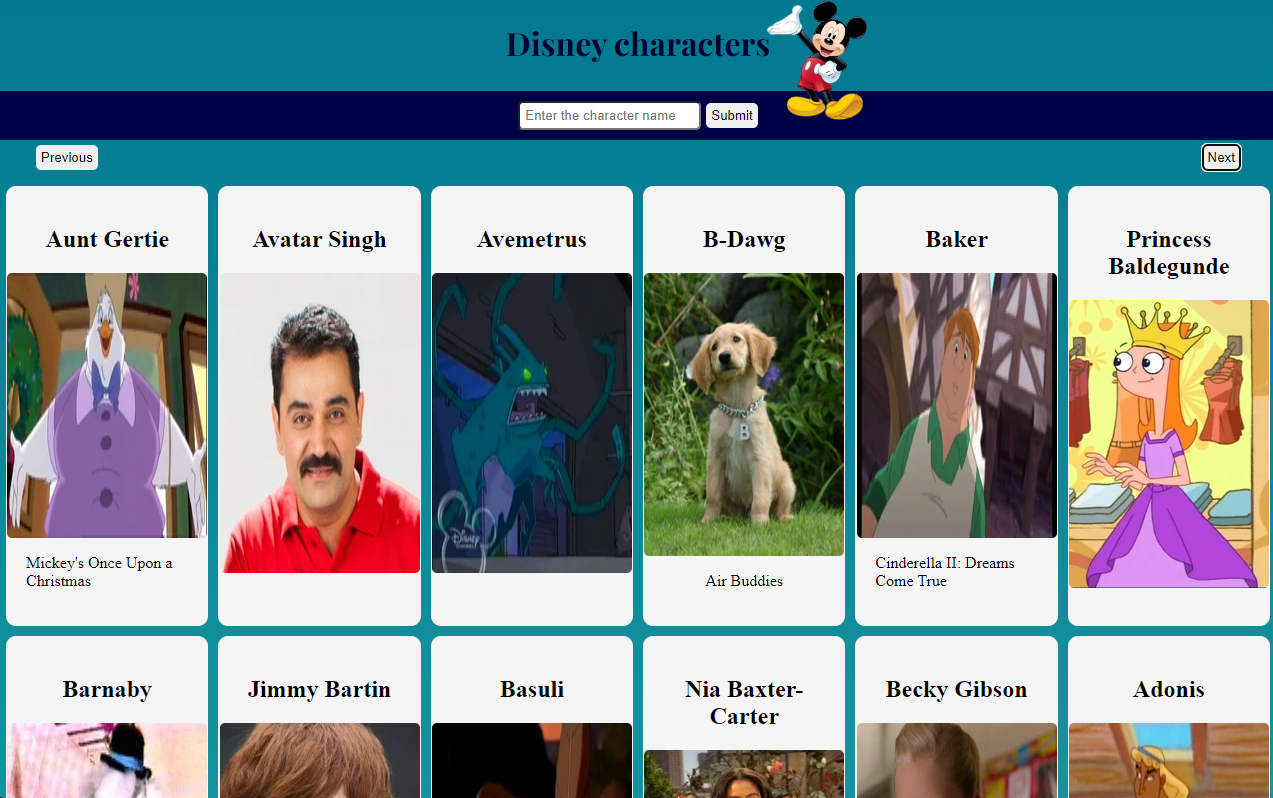 Disney characters
Enter the character name
Submit
Previous
Next
Aunt Gertie
Mickey's Once Upon a
Christmas
Avatar Singh
Avemetrus
Disney
CHANNEL
B-Dawg
B
Air Buddies
Baker
Cinderella II: Dreams
Come True
Princess
Baldegunde
Barnaby
Jimmy Bartin
Basuli
Nia Baxter-
Carter
Becky Gibson
Adonis